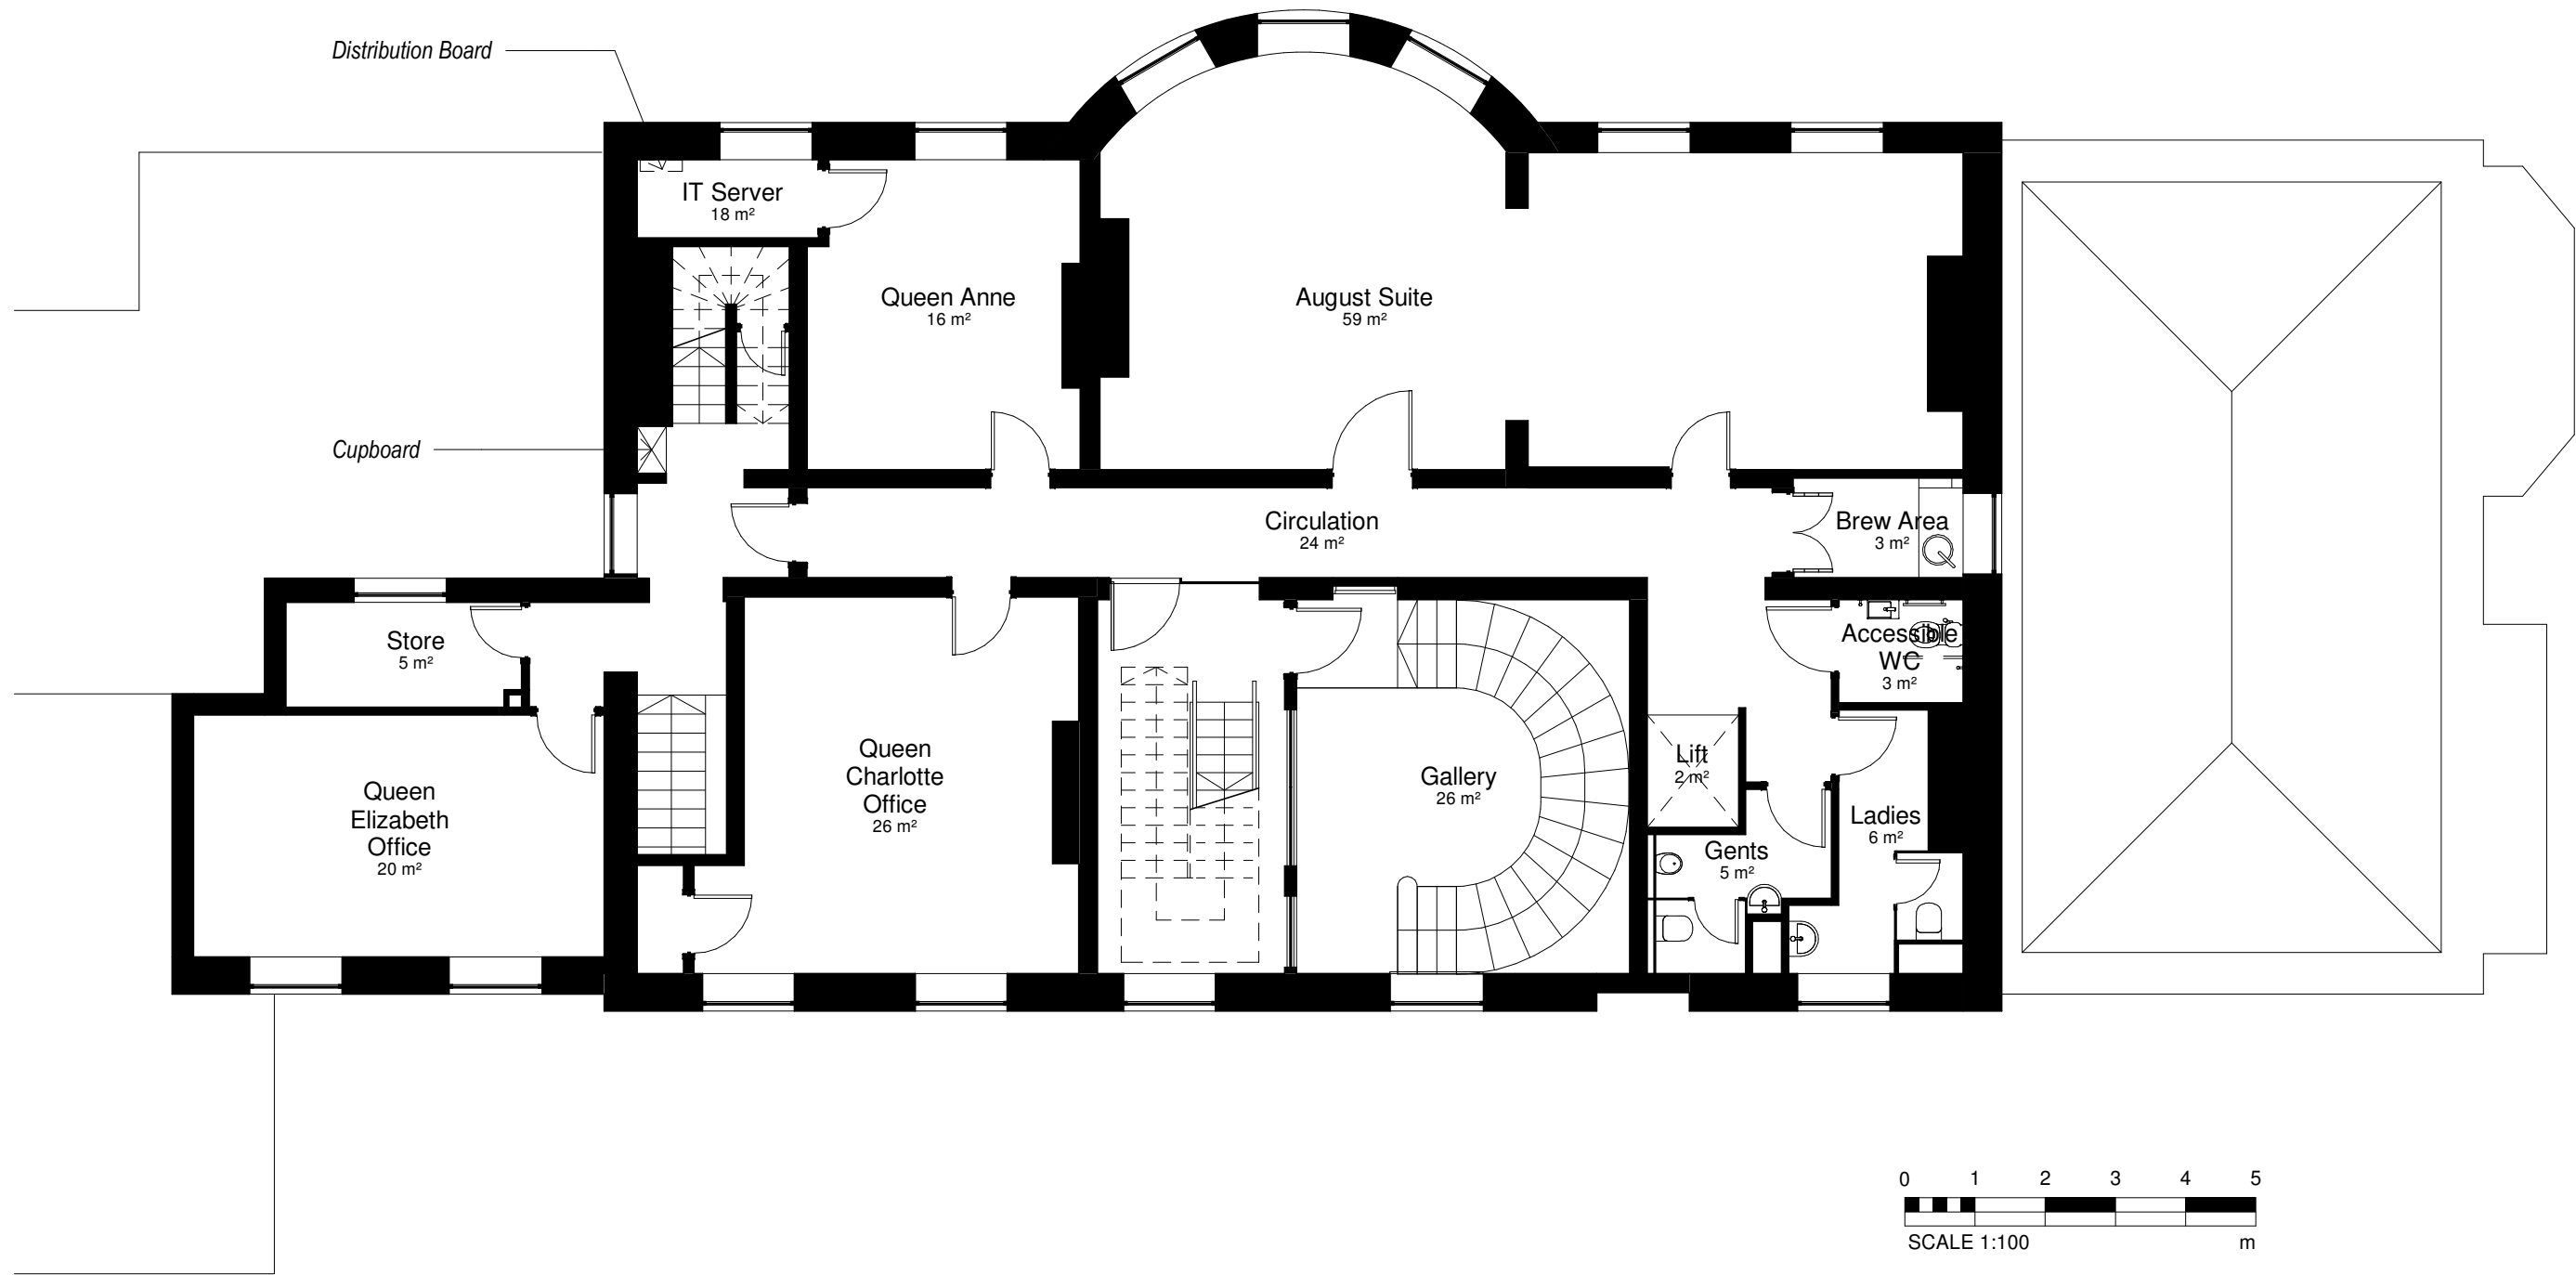 Distribution Board
IT Server
18 m²
Queen Anne
16 m²
August Suite
59 m²
Cupboard
Circulation
24 m²
Brew Area
3 m²
Store
5 m²
Accessible
WC
3 m²
Queen
Elizabeth
Office
20 m²
Queen
Charlotte
Office
26 m²
Gallery
26 m²
Lift
2 m²
Gents
5 m²
Ladies
6 m²
0 1 2 3 4 5
SCALE 1:100 m